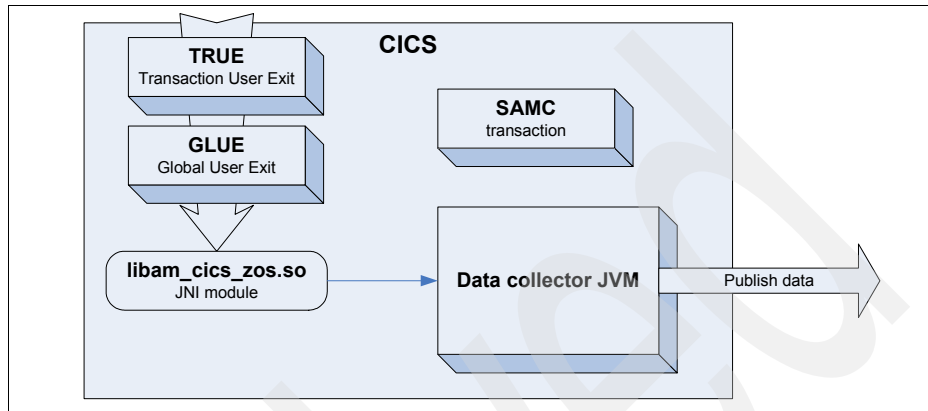 CICS
TRUE
Transaction User Exit
SAMC
transaction
GLUE
Global User Exit
libam_cics_zos.so
JNI module
Data collector JVM
Publish data